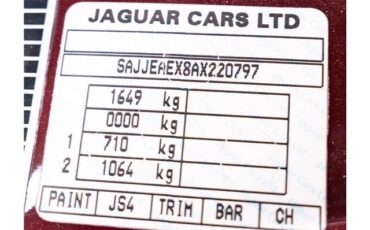 JAGUAR CARS LTD
SAJJEAEX8AX220797
1649 kg
0000 kg
1 710 kg
2 1064 kg
PAINT JS4 TRIM BAR CH